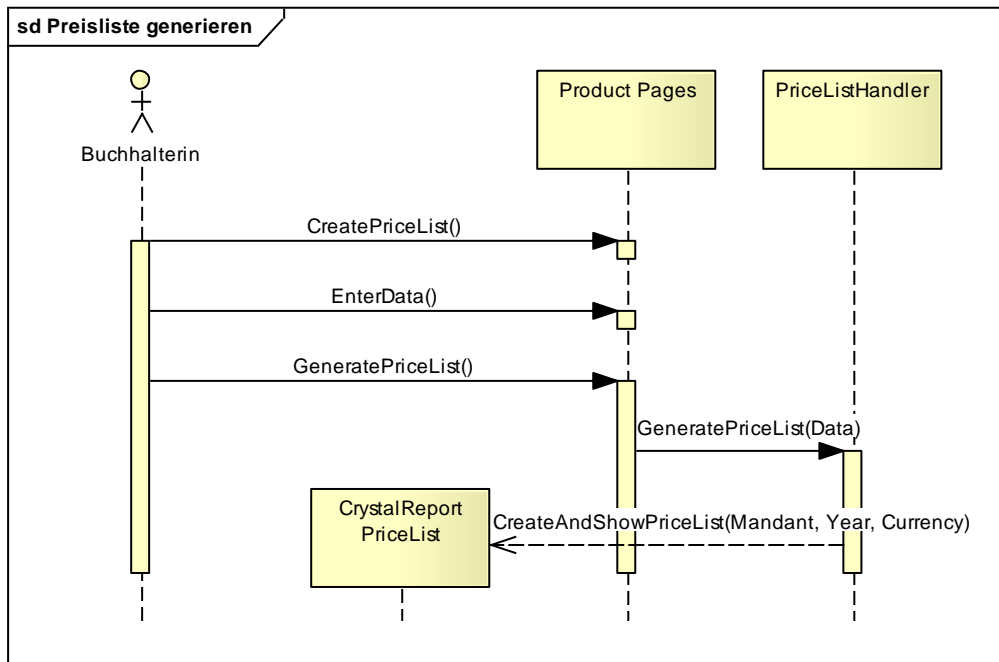 sd Preisliste generieren
Buchhalterin
Product Pages
PriceListHandler
CreatePriceList()
EnterData()
GeneratePriceList()
GeneratePriceList(Data)
CrystalReport
PriceList
CreateAndShowPriceList(Mandant, Year, Currency)